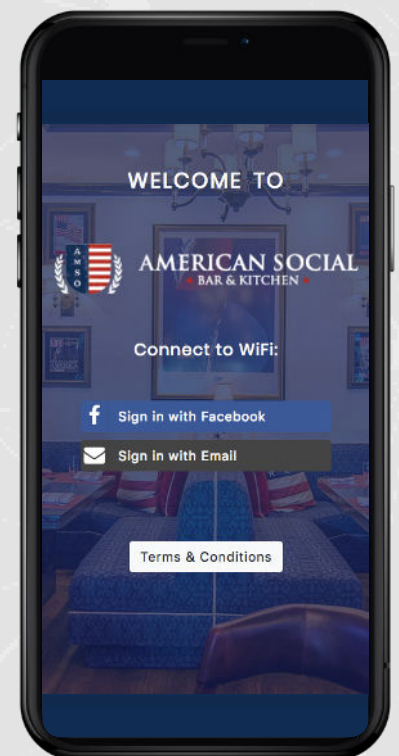 WELCOME TO
AMSO
AMERICAN SOCIAL
BAR & KITCHEN
Connect to WiFi:
f Sign in with Facebook
Sign in with Email
Terms & Conditions